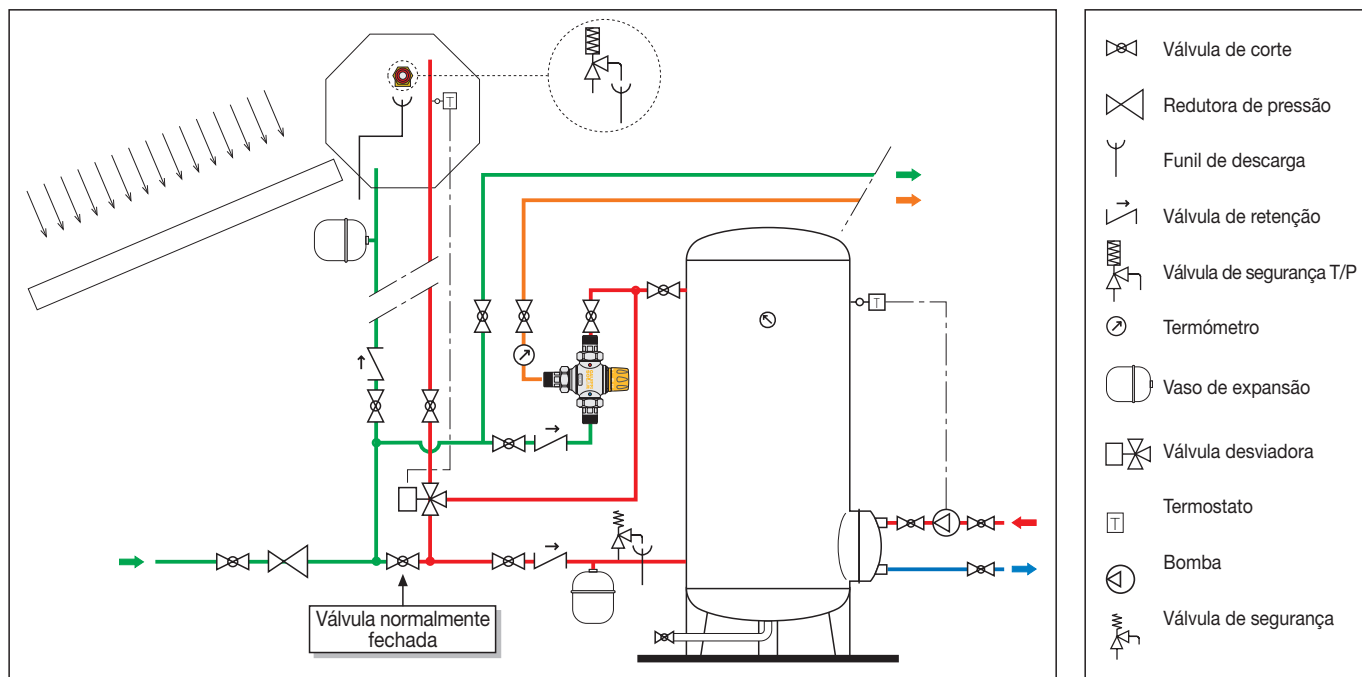 T
T
Válvula normalmente
fechada
Válvula de corte
Redutora de pressão
Funil de descarga
Válvula de retenção
Válvula de segurança T/P
Termómetro
Vaso de expansão
Válvula desviadora
Termostato
T
Bomba
Válvula de segurança